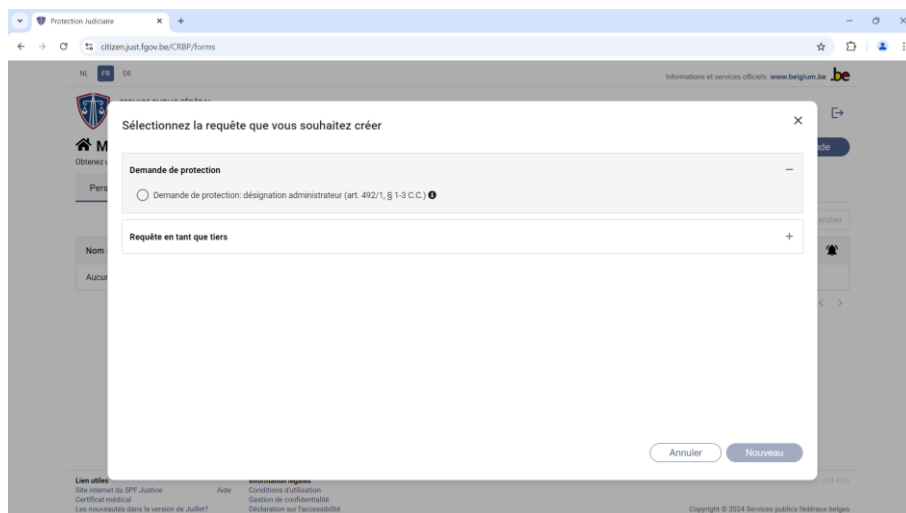 Protection Judiciaire
citizen.just.fgov.be/CRBP/forms
NL FR DE
Informations et services officiels: www.belgium.be .be
Sélectionnez la requête que vous souhaitez créer
Demande de protection
Demande de protection: désignation administrateur (art. 492/1, § 1-3 C.C.)
Requête en tant que tiers
M
Obtenez
Pers
Nom
Aucun
Annuler Nouveau
Lien utiles
Site internet du SPF Justice
Certificat médical
Les nouveautés dans la version de Juillet?
Aide
Informations légales
Conditions d'utilisation
Gestion de confidentialité
Déclaration sur l'accessibilité
Copyright © 2024 Services publics fédéraux belges